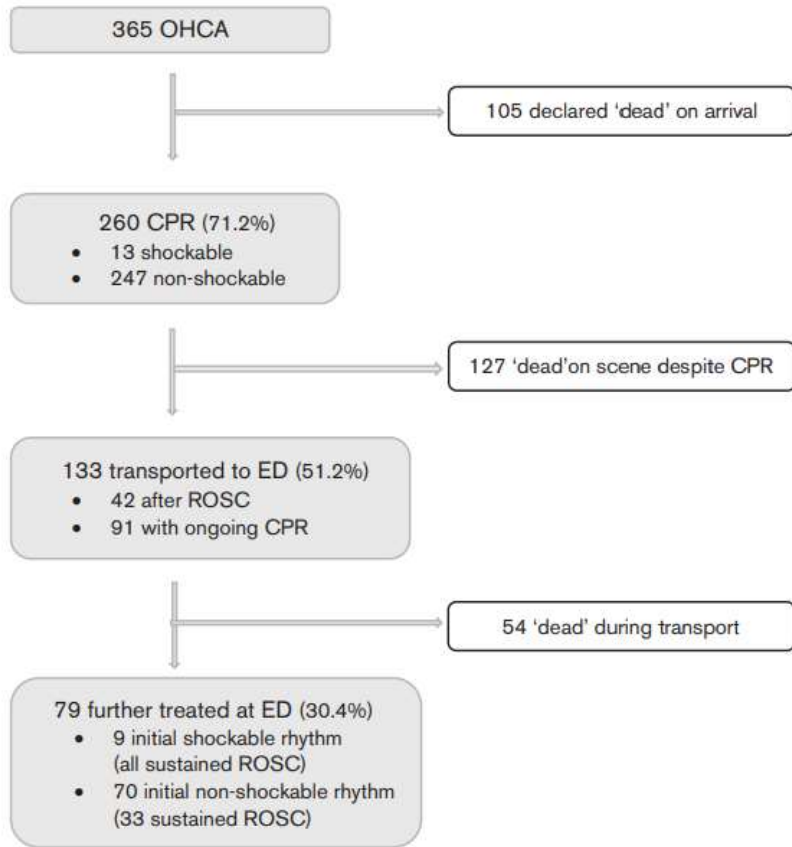 365 OHCA
105 declared ‘dead’ on arrival
260 CPR (71.2%)
• 13 shockable
• 247 non-shockable
127 ‘dead’on scene despite CPR
133 transported to ED (51.2%)
• 42 after ROSC
• 91 with ongoing CPR
54 ‘dead’ during transport
79 further treated at ED (30.4%)
• 9 initial shockable rhythm
(all sustained ROSC)
• 70 initial non-shockable rhythm
(33 sustained ROSC)